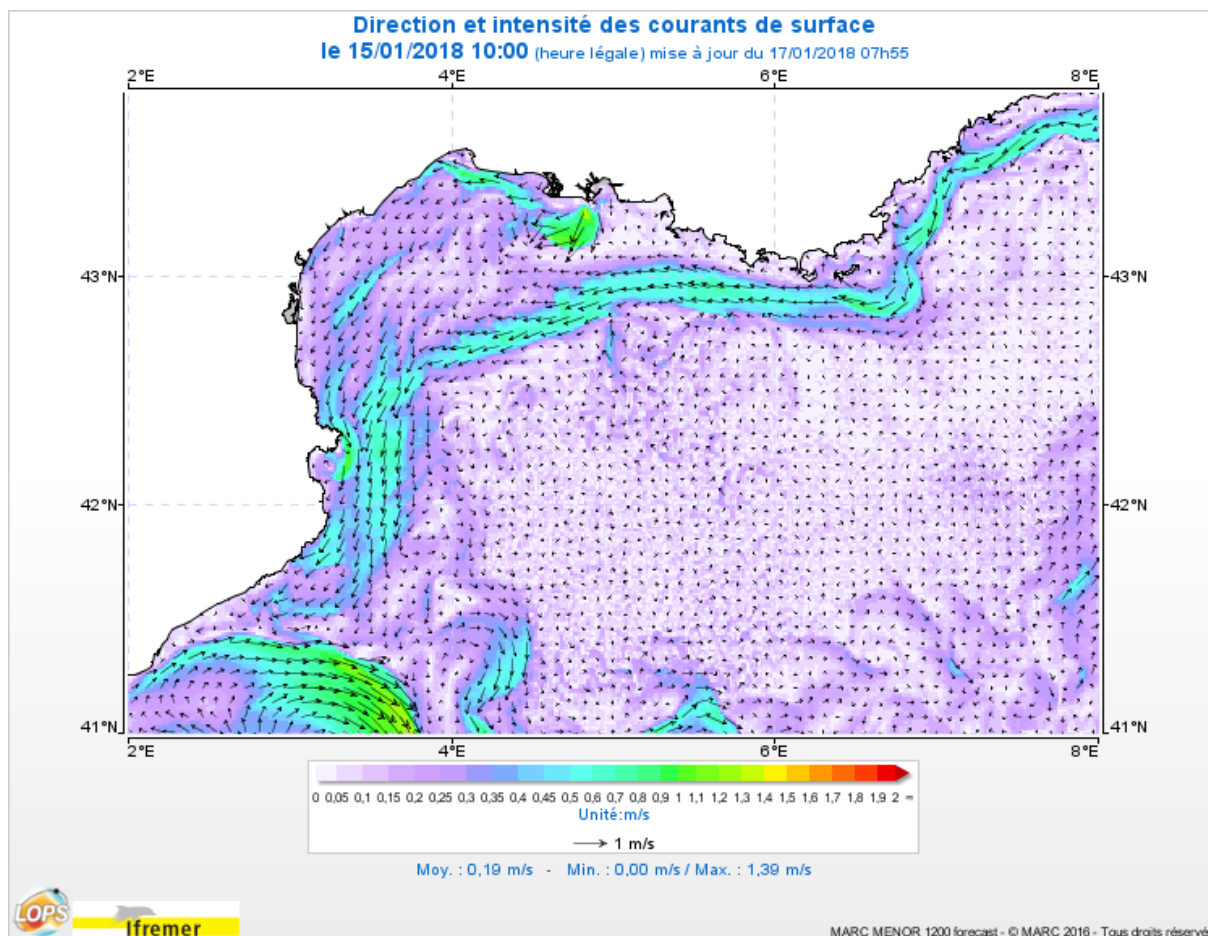 Direction et intensité des courants de surface
le 15/01/2018 10:00 (heure légale) mise à jour du 17/01/2018 07h55
2°E 4°E 6°E 8°E
43°N 43°N
42°N 42°N
41°N 41°N
2°E 4°E 6°E 8°E
0 0,05 0,1 0,15 0,2 0,25 0,3 0,35 0,4 0,45 0,5 0,6 0,7 0,8 0,9 1 1,1 1,2 1,3 1,4 1,5 1,6 1,7 1,8 1,9 2 ∞
Unité:m/s
1 m/s
Moy. : 0,19 m/s - Min. : 0,00 m/s / Max. : 1,39 m/s
LOPS
Ifremer
MARC MENOR 1200 forecast - © MARC 2016 - Tous droits réservé